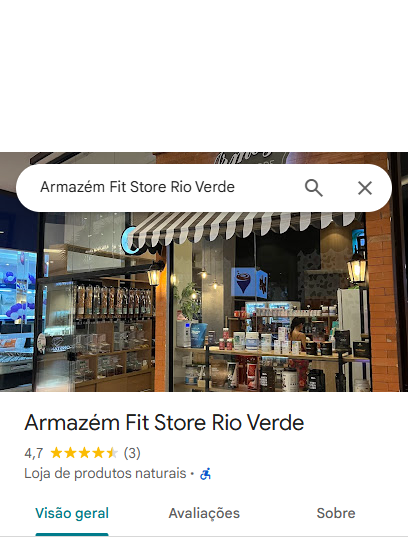 Armazém Fit Store Rio Verde
Armazém Fit Store Rio Verde
4,7 (3)
Loja de produtos naturais ·
Visão geral Avaliações Sobre